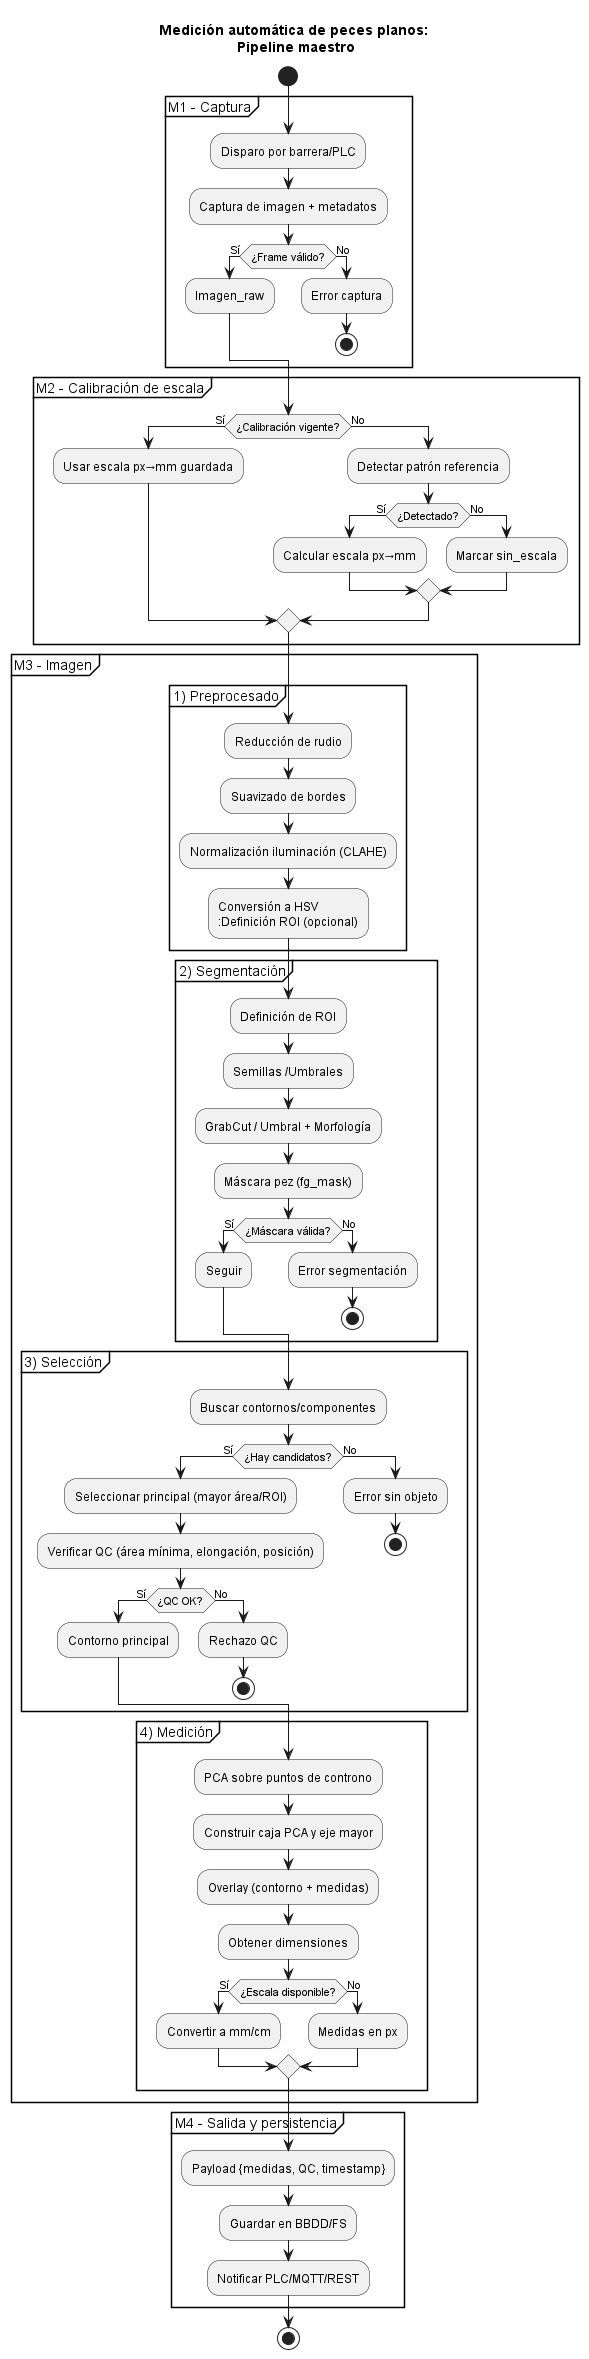 Medición automática de peces planos:
Pipeline maestro
M1 - Captura
Disparo por barrera/PLC
Captura de imagen + metadatos
Sí
¿Frame válido?
No
Imagen_raw
Error captura
M2 - Calibración de escala
Sí
¿Calibración vigente?
No
Usar escala px→mm guardada
Detectar patrón referencia
Sí
¿Detectado?
No
Calcular escala px→mm
Marcar sin_escala
M3 - Imagen
1) Preprocesado
Reducción de rudio
Suavizado de bordes
Normalización iluminación (CLAHE)
Conversión a HSV
:Definición ROI (opcional)
2) Segmentación
Definición de ROI
Semillas /Umbrales
GrabCut / Umbral + Morfología
Máscara pez (fg_mask)
Sí
¿Máscara válida?
No
Seguir
Error segmentación
3) Selección
Buscar contornos/componentes
Sí
¿Hay candidatos?
No
Seleccionar principal (mayor área/ROI)
Error sin objeto
Verificar QC (área mínima, elongación, posición)
Sí
¿QC OK?
No
Contorno principal
Rechazo QC
4) Medición
PCA sobre puntos de controno
Construir caja PCA y eje mayor
Overlay (contorno + medidas)
Obtener dimensiones
Sí
¿Escala disponible?
No
Convertir a mm/cm
Medidas en px
M4 - Salida y persistencia
Payload {medidas, QC, timestamp}
Guardar en BBDD/FS
Notificar PLC/MQTT/REST